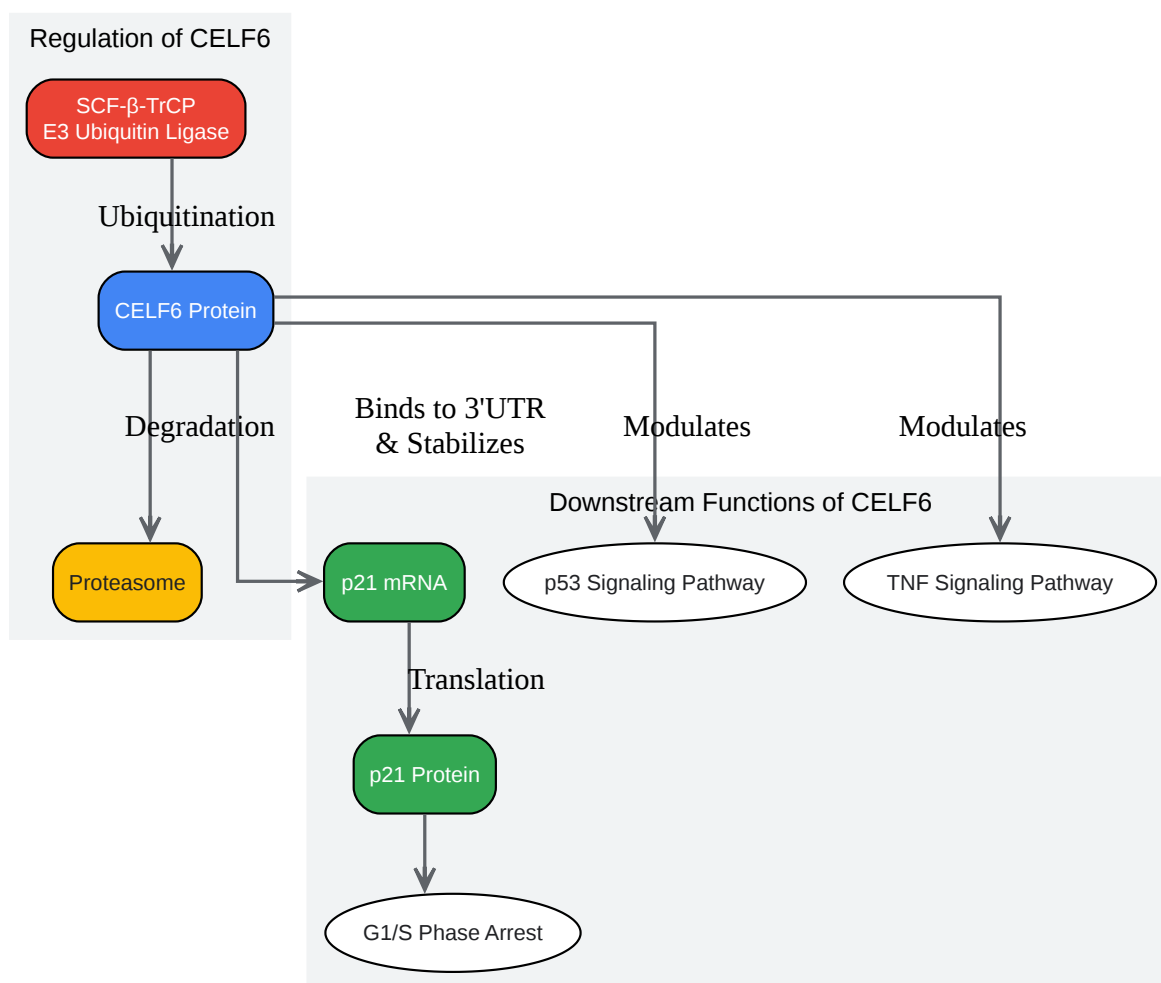 Regulation of CELF6
SCF-β-TrCP
E3 Ubiquitin Ligase
Ubiquitination
CELF6 Protein
Degradation
Binds to 3'UTR
& Stabilizes
Modulates
Modulates
Downstream Functions of CELF6
Proteasome
p21 mRNA
p53 Signaling Pathway
TNF Signaling Pathway
Translation
p21 Protein
G1/S Phase Arrest